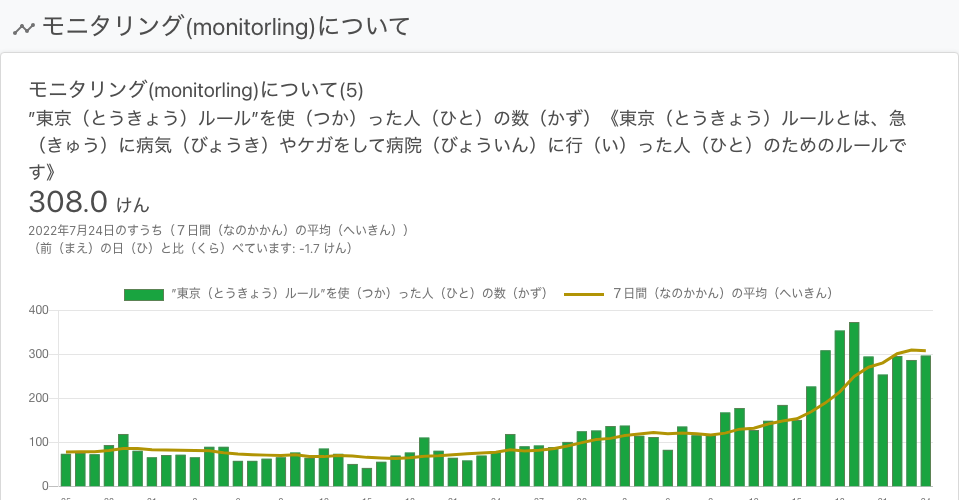 モニタリング(monitorling)について
モニタリング(monitorling)について(5)
”東京（とうきょう）ルール”を使（つか）った人（ひと）の数（かず）《東京（とうきょう）ルールとは、急
（きゅう）に病気（びょうき）やケガをして病院（びょういん）に行（い）った人（ひと）のためのルールで
す》
308.0 けん
2022年7月24日のすうち（７日間（なのかかん）の平均（へいきん））
（前（まえ）の日（ひ）と比（くら）べています: -1.7 けん）
”東京（とうきょう）ルール”を使（つか）った人（ひと）の数（かず） ７日間（なのかかん）の平均（へいきん）
400
300
200
100
0